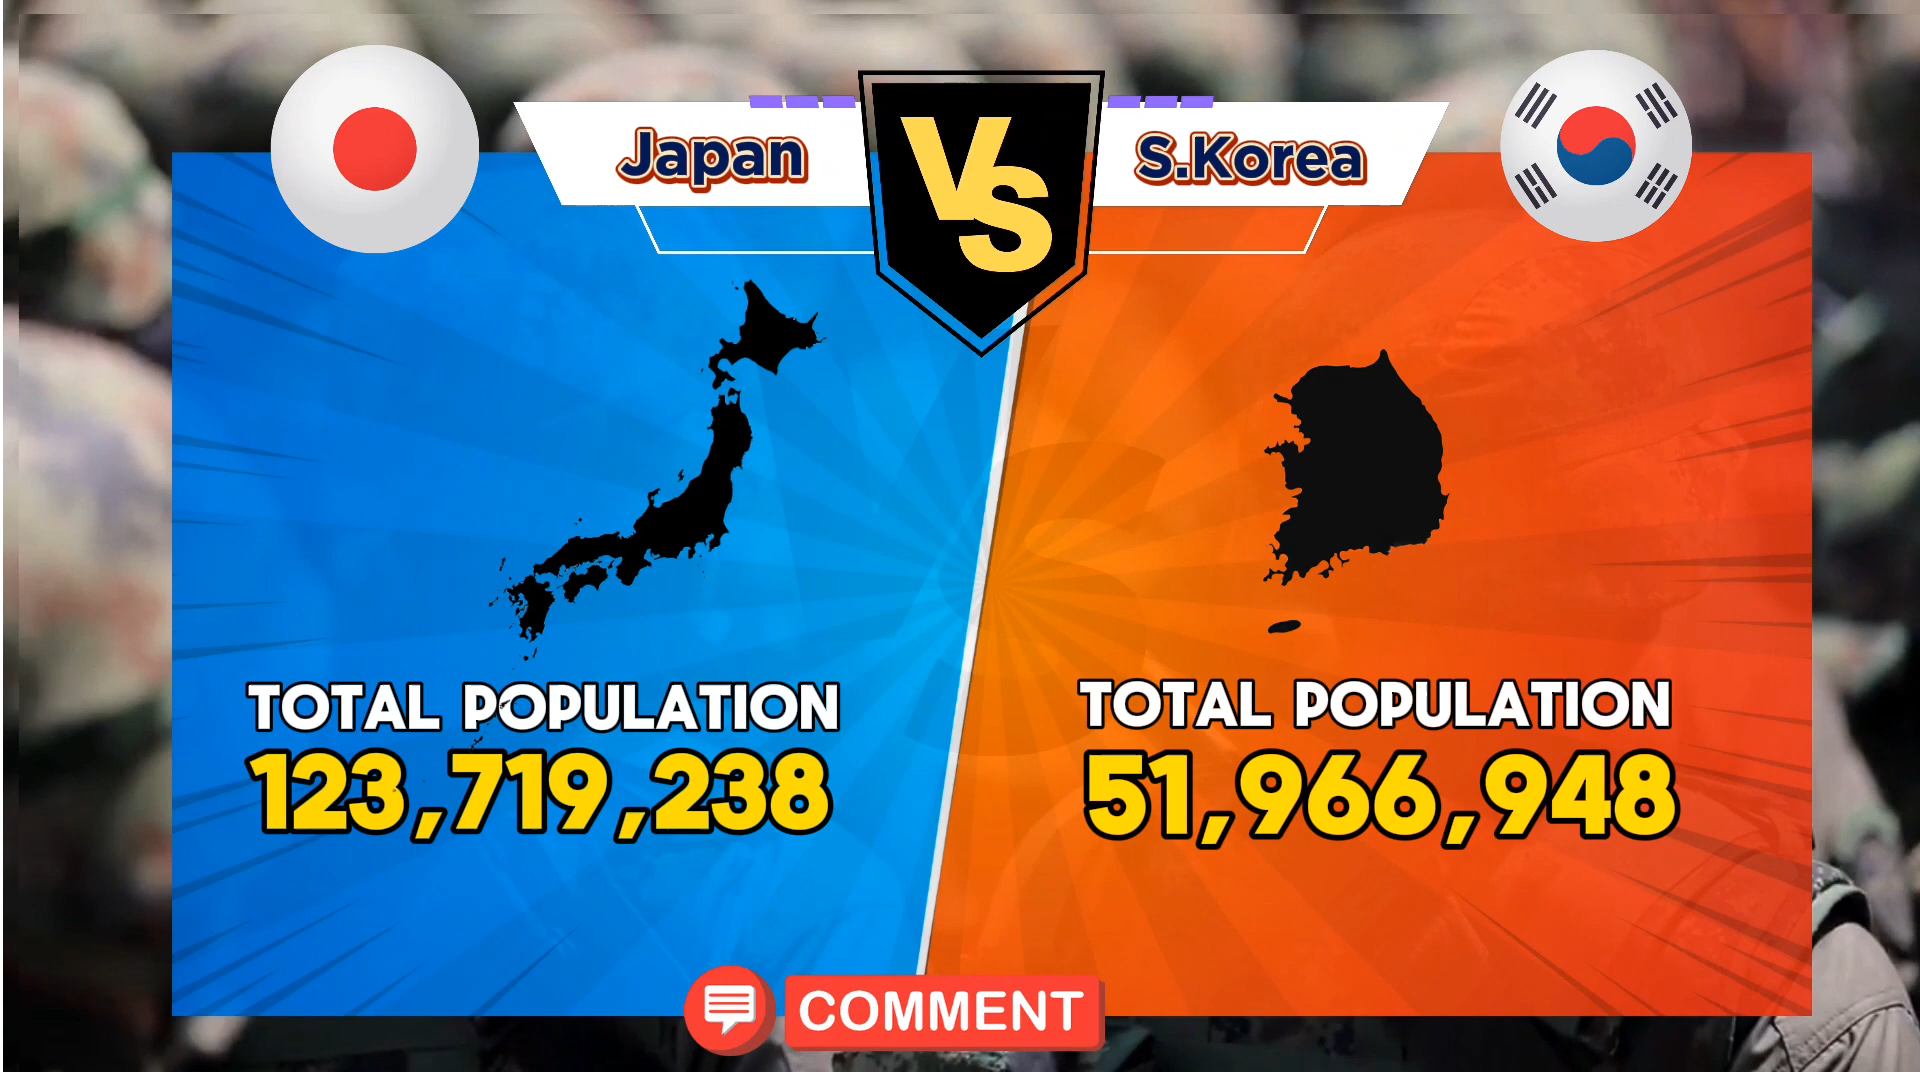 Japan
VS
S.Korea
TOTAL POPULATION
123,719,238
TOTAL POPULATION
51,966,948
COMMENT